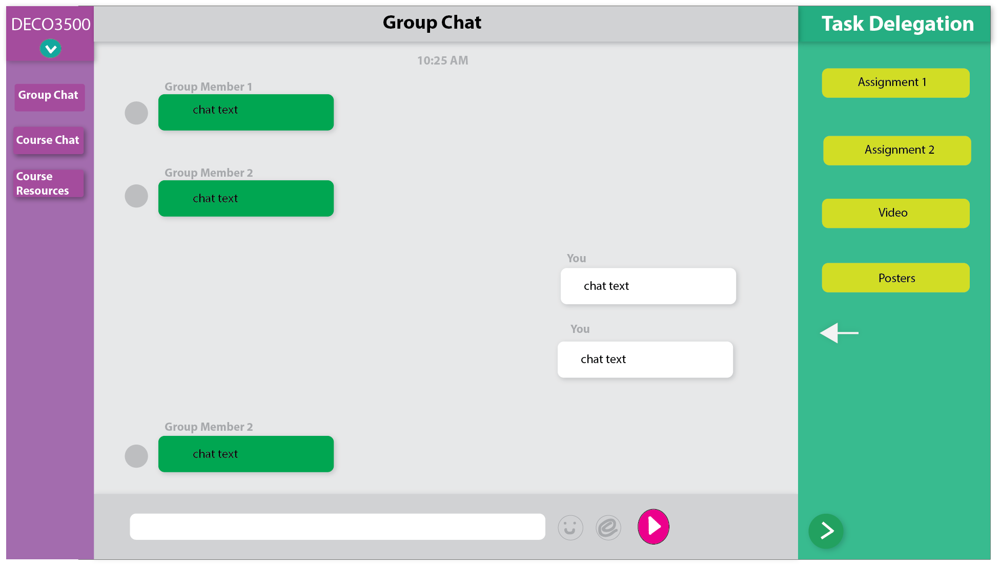 DECO3500
Group Chat
Course Chat
Course
Resources
Group Chat
10:25 AM
Group Member 1
chat text
Group Member 2
chat text
You
chat text
You
chat text
Group Member 2
chat text
Task Delegation
Assignment 1
Assignment 2
Video
Posters